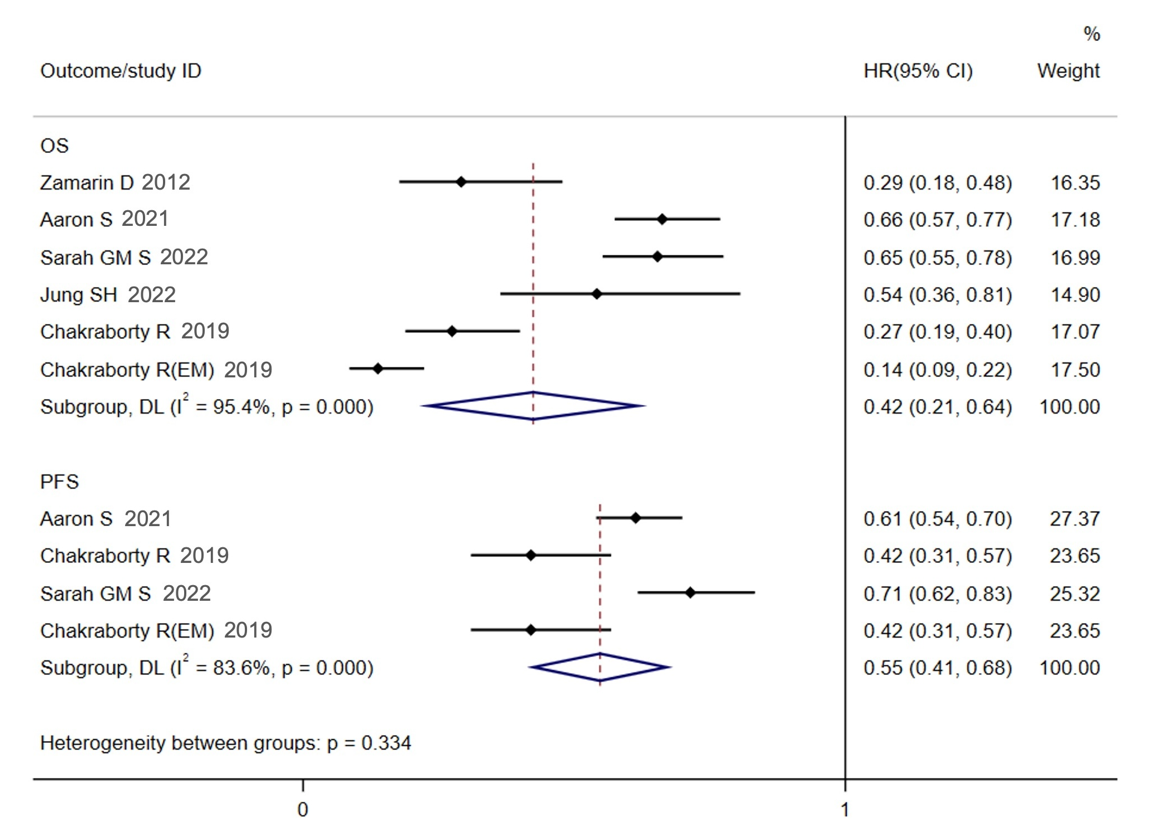 %
Outcome/study ID HR(95% CI) Weight
OS
Zamarin D 2012 0.29 (0.18, 0.48) 16.35
Aaron S 2021 0.66 (0.57, 0.77) 17.18
Sarah GM S 2022 0.65 (0.55, 0.78) 16.99
Jung SH 2022 0.54 (0.36, 0.81) 14.90
Chakraborty R 2019 0.27 (0.19, 0.40) 17.07
Chakraborty R(EM) 2019 0.14 (0.09, 0.22) 17.50
Subgroup, DL (I² = 95.4%, p = 0.000) 0.42 (0.21, 0.64) 100.00
PFS
Aaron S 2021 0.61 (0.54, 0.70) 27.37
Chakraborty R 2019 0.42 (0.31, 0.57) 23.65
Sarah GM S 2022 0.71 (0.62, 0.83) 25.32
Chakraborty R(EM) 2019 0.42 (0.31, 0.57) 23.65
Subgroup, DL (I² = 83.6%, p = 0.000) 0.55 (0.41, 0.68) 100.00
Heterogeneity between groups: p = 0.334
0 1